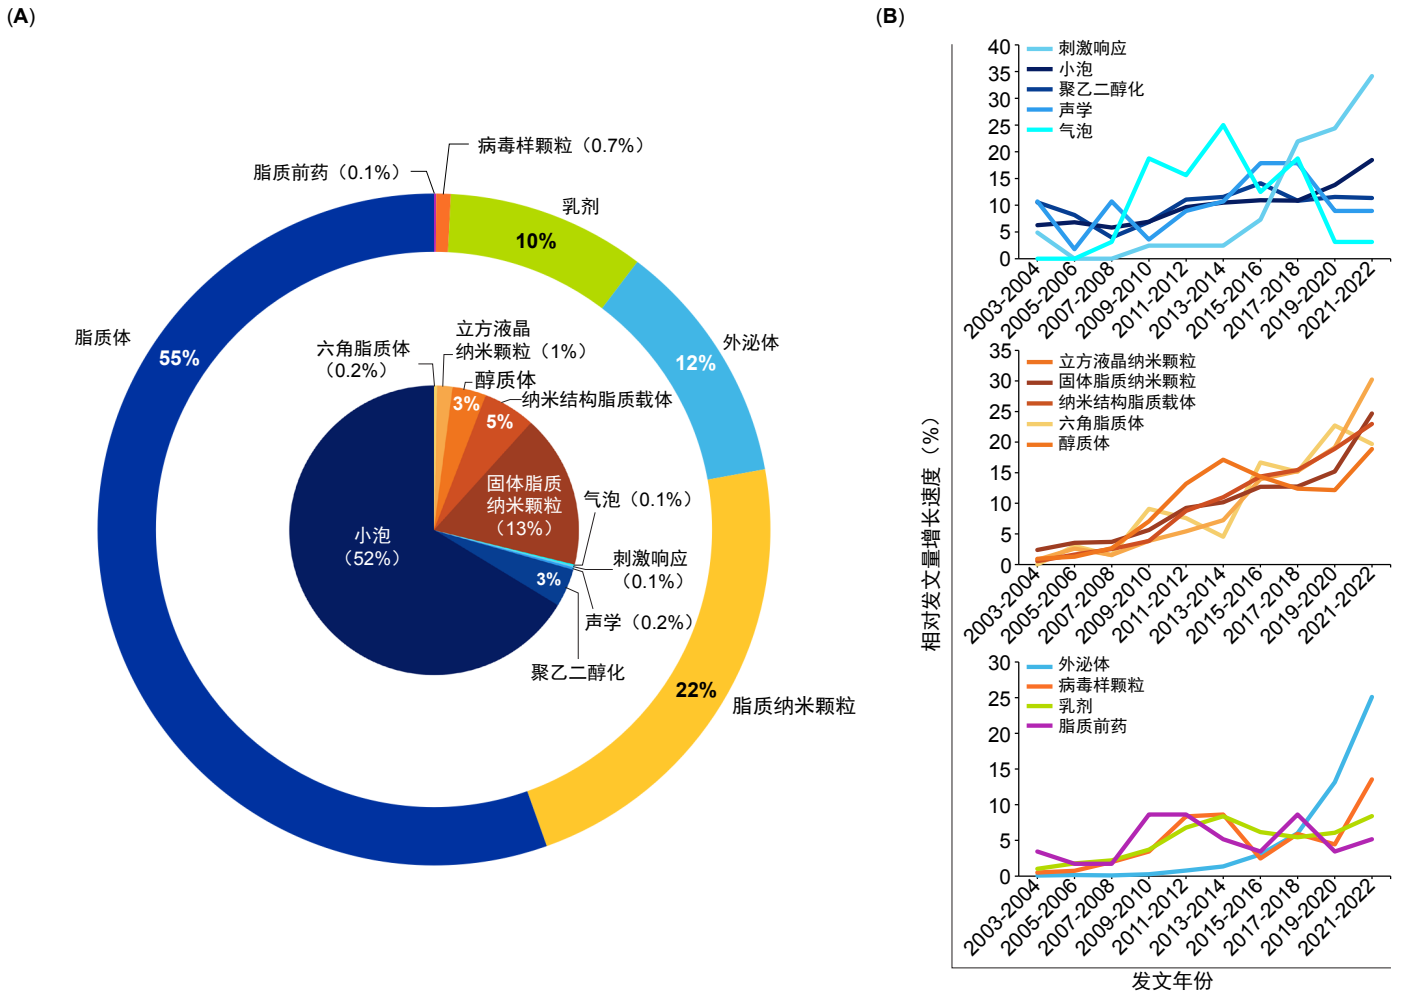 (A)
病毒样颗粒（0.7%）
脂质前药（0.1%）
乳剂
10%
脂质体
55%
外泌体
12%
立方液晶
纳米颗粒（1%）
六角脂质体
（0.2%）
醇质体
3%
纳米结构脂质载体
5%
固体脂质
纳米颗粒
（13%）
气泡（0.1%）
小泡
（52%）
刺激响应
（0.1%）
3%
声学（0.2%）
聚乙二醇化
22%
脂质纳米颗粒
(B)
相对发文量增长速度（%）
40
35
30
25
20
15
10
5
0
刺激响应
小泡
聚乙二醇化
声学
气泡
2003-2004
2005-2006
2007-2008
2009-2010
2011-2012
2013-2014
2015-2016
2017-2018
2019-2020
2021-2022
35
30
25
20
15
10
5
0
立方液晶纳米颗粒
固体脂质纳米颗粒
纳米结构脂质载体
六角脂质体
醇质体
2003-2004
2005-2006
2007-2008
2009-2010
2011-2012
2013-2014
2015-2016
2017-2018
2019-2020
2021-2022
30
25
20
15
10
5
0
外泌体
病毒样颗粒
乳剂
脂质前药
2003-2004
2005-2006
2007-2008
2009-2010
2011-2012
2013-2014
2015-2016
2017-2018
2019-2020
2021-2022
发文年份